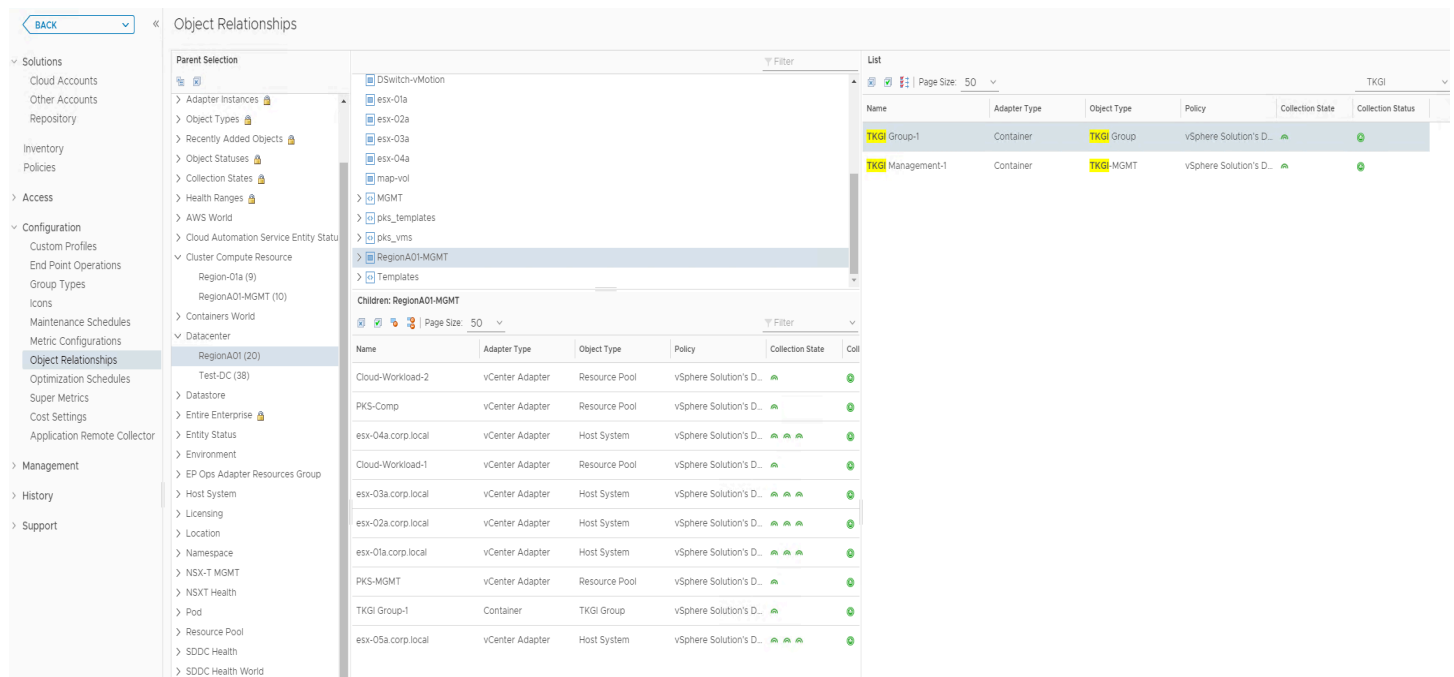 BACK
Object Relationships
Solutions
Cloud Accounts
Other Accounts
Repository
Inventory
Policies
Access
Configuration
Custom Profiles
End Point Operations
Group Types
Icons
Maintenance Schedules
Metric Configurations
Object Relationships
Optimization Schedules
Super Metrics
Cost Settings
Application Remote Collector
Management
History
Support
Parent Selection
Adapter Instances
Object Types
Recently Added Objects
Object Statuses
Collection States
Health Ranges
AWS World
Cloud Automation Service Entity Statu
Cluster Compute Resource
Region-01a (9)
RegionA01-MGMT (10)
Containers World
Datacenter
RegionA01 (20)
Test-DC (38)
Datastore
Entire Enterprise
Entity Status
Environment
EP Ops Adapter Resources Group
Host System
Licensing
Location
Namespace
NSX-T MGMT
NSXT Health
Pod
Resource Pool
SDDC Health
SDDC Health World
Filter
DSwitch-vMotion
esx-01a
esx-02a
esx-03a
esx-04a
map-vol
MGMT
pks_templates
pks_vms
RegionA01-MGMT
Templates
Children: RegionA01-MGMT
Page Size: 50 Filter
Name Adapter Type Object Type Policy Collection State Coll
Cloud-Workload-2 vCenter Adapter Resource Pool vSphere Solution's D...
PKS-Comp vCenter Adapter Resource Pool vSphere Solution's D...
esx-04a.corp.local vCenter Adapter Host System vSphere Solution's D...
Cloud-Workload-1 vCenter Adapter Resource Pool vSphere Solution's D...
esx-03a.corp.local vCenter Adapter Host System vSphere Solution's D...
esx-02a.corp.local vCenter Adapter Host System vSphere Solution's D...
esx-01a.corp.local vCenter Adapter Host System vSphere Solution's D...
PKS-MGMT vCenter Adapter Resource Pool vSphere Solution's D...
TKGI Group-1 Container TKGI Group vSphere Solution's D...
esx-05a.corp.local vCenter Adapter Host System vSphere Solution's D...
List
Page Size: 50 TKGI
Name Adapter Type Object Type Policy Collection State Collection Status
TKGI Group-1 Container TKGI Group vSphere Solution's D...
TKGI Management-1 Container TKGI-MGMT vSphere Solution's D...